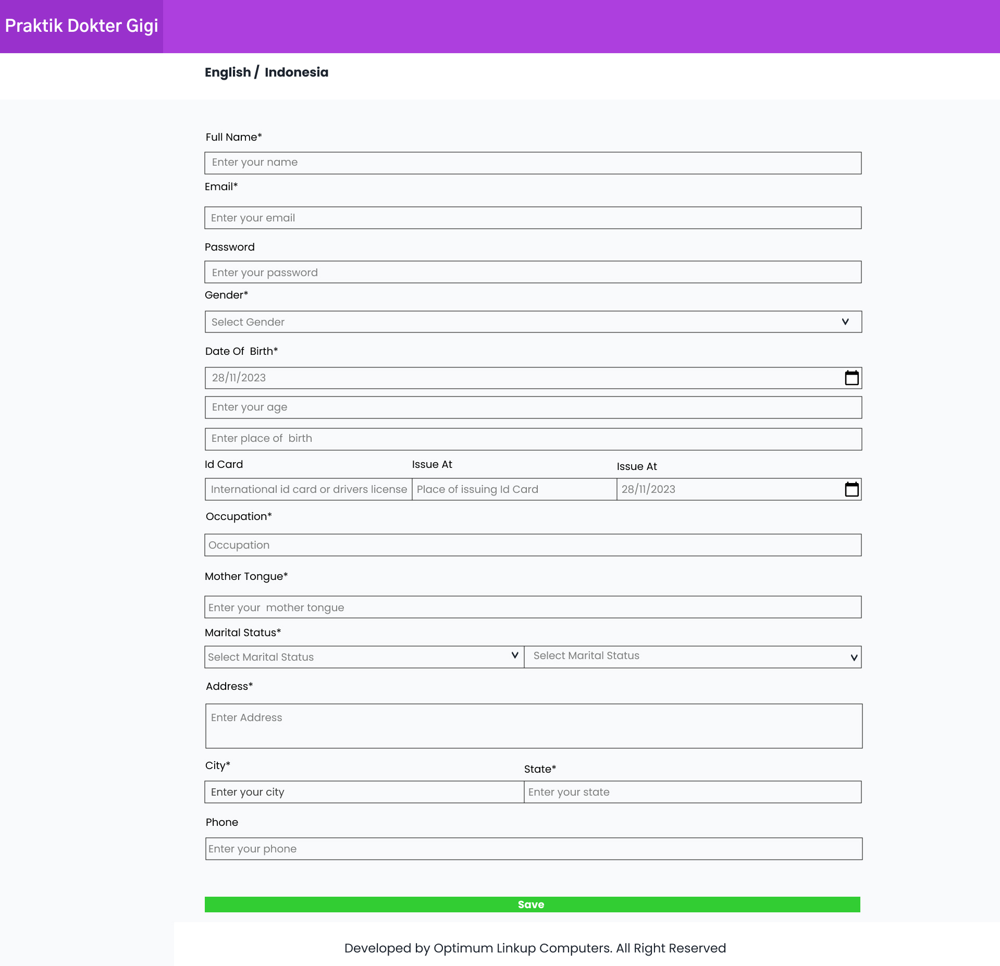 Praktik Dokter Gigi
English / Indonesia
Full Name*
Enter your name
Email*
Enter your email
Password
Enter your password
Gender*
Select Gender
Date Of  Birth*
28/11/2023
Enter your age
Enter place of  birth
Id Card Issue At Issue At
International id card or drivers license Place of issuing Id Card 28/11/2023
Occupation*
Occupation
Mother Tongue*
Enter your  mother tongue
Marital Status*
Select Marital Status Select Marital Status
Address*
Enter Address
City* State*
Enter your city Enter your state
Phone
Enter your phone
Save
Developed by Optimum Linkup Computers. All Right Reserved